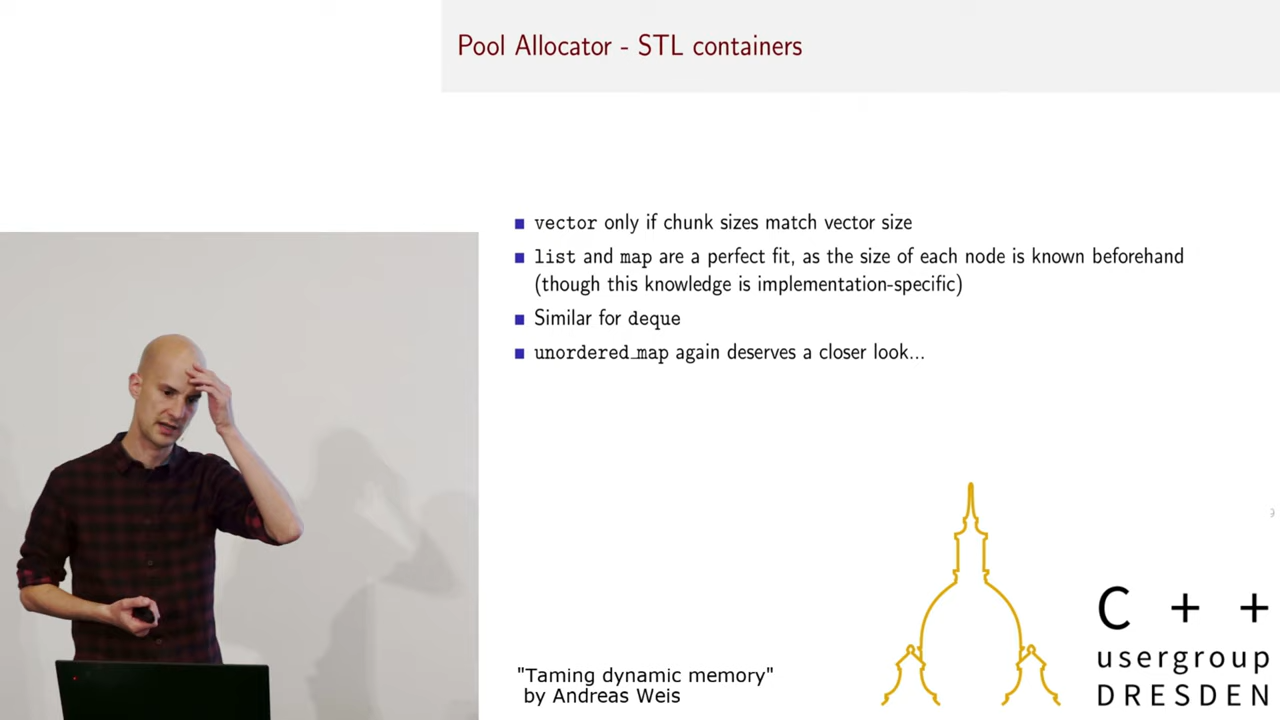 Pool Allocator - STL containers
vector only if chunk sizes match vector size
list and map are a perfect fit, as the size of each node is known beforehand
(though this knowledge is implementation-specific)
Similar for deque
unordered_map again deserves a closer look...
9
"Taming dynamic memory"
by Andreas Weis
C + +
usergroup
DRESDEN